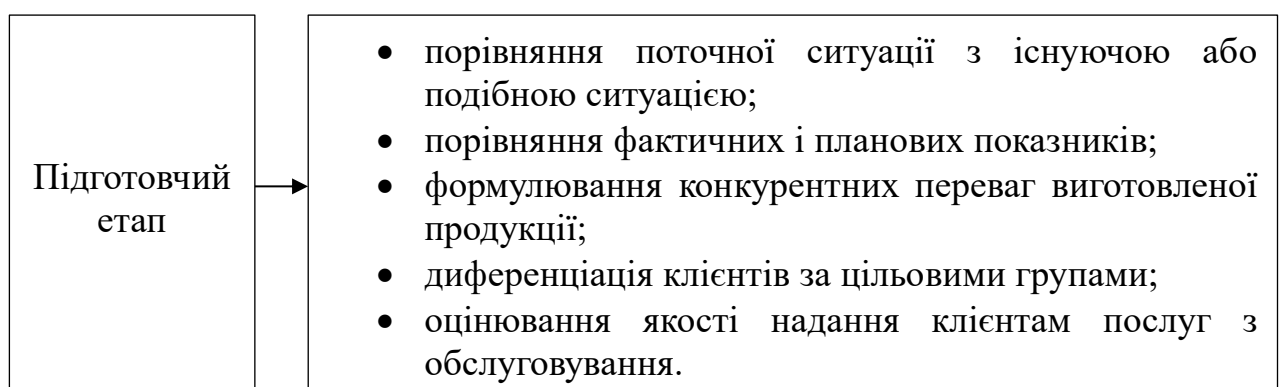 Підготовчий
етап
• порівняння поточної ситуації з існуючою або
подібною ситуацією;
• порівняння фактичних і планових показників;
• формулювання конкурентних переваг виготовленої
продукції;
• диференціація клієнтів за цільовими групами;
• оцінювання якості надання клієнтам послуг з
обслуговування.